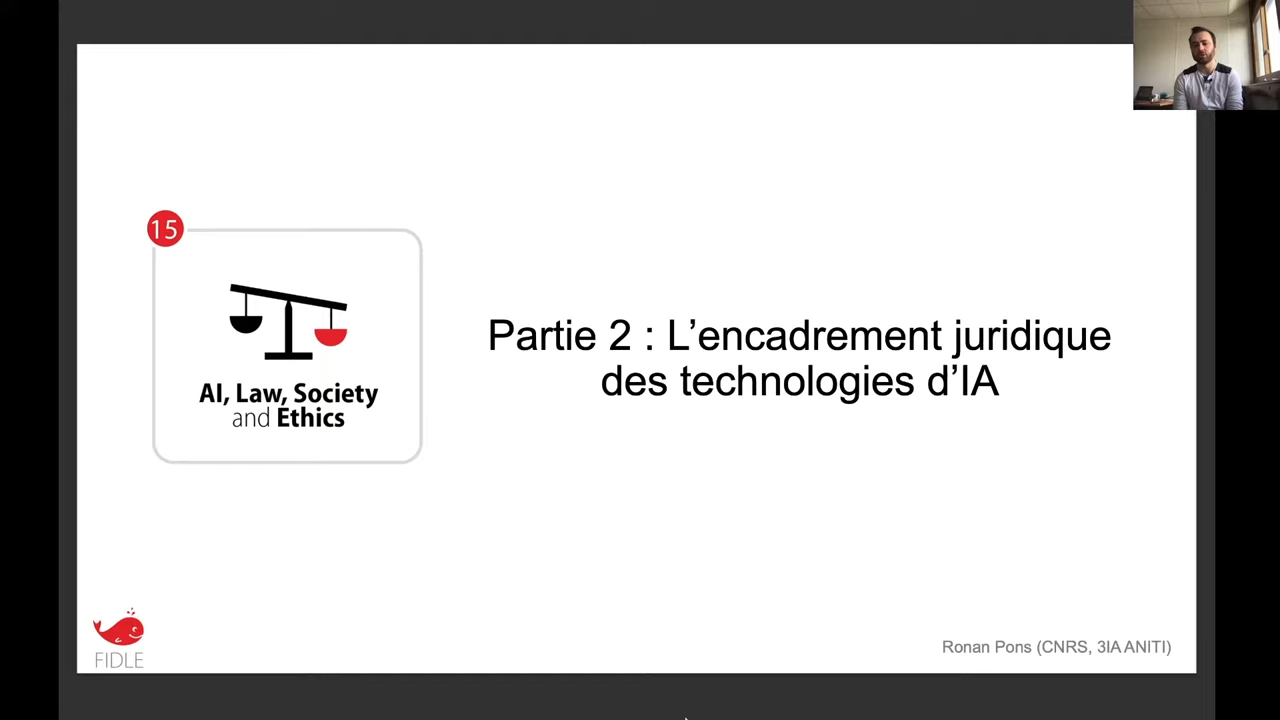 15
AI, Law, Society
and Ethics
Partie 2 : L’encadrement juridique
des technologies d’IA
FIDLE
Ronan Pons (CNRS, 3IA ANITI)